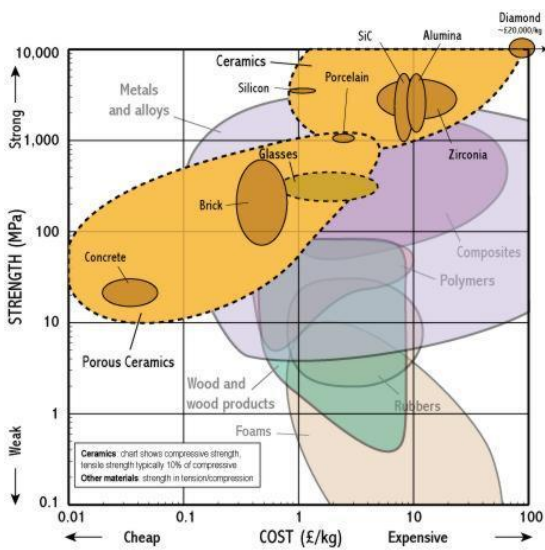 Diamond
~£20,000/kg
10,000
SiC
Alumina
Ceramics
Porcelain
Silicon
Metals
and alloys
Strong
1,000
Zirconia
Glasses
STRENGTH (MPa)
Brick
100
Composites
Concrete
Polymers
10
Porous Ceramics
Wood and
wood products
Rubbers
1
Foams
Weak
Ceramics: chart shows compressive strength,
tensile strength typically 10% of compressive
Other materials: strength in tension/compression
0.1
0.01 0.1 1 10 100
Cheap COST (£/kg) Expensive